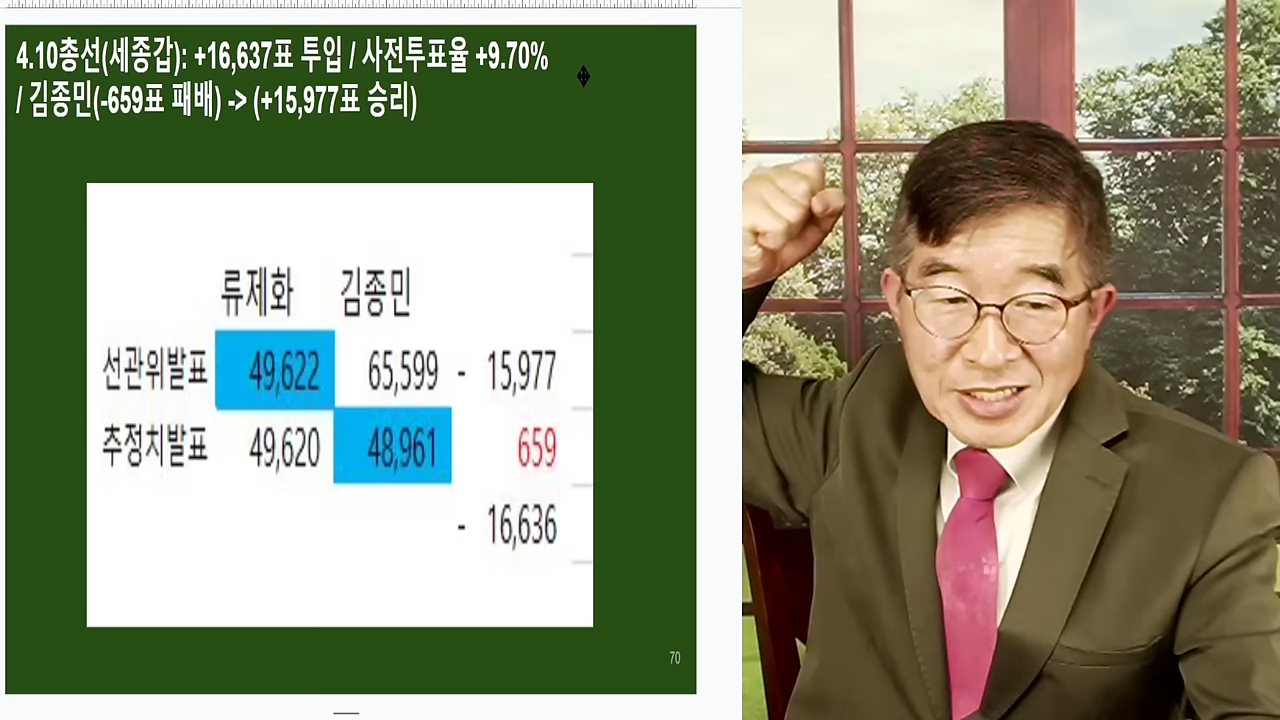 4.10총선(세종갑): +16,637표 투입 / 사전투표율 +9.70%
/ 김종민(-659표 패배) -> (+15,977표 승리)
류제화 김종민
선관위발표 49,622 65,599 - 15,977
추정치발표 49,620 48,961 659
- 16,636
70